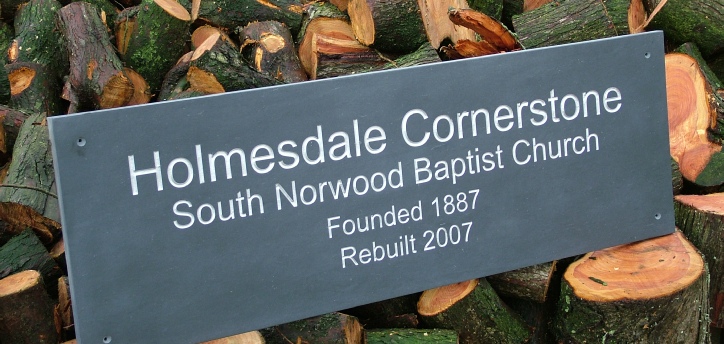 Holmesdale Cornerstone
South Norwood Baptist Church
Founded 1887
Rebuilt 2007